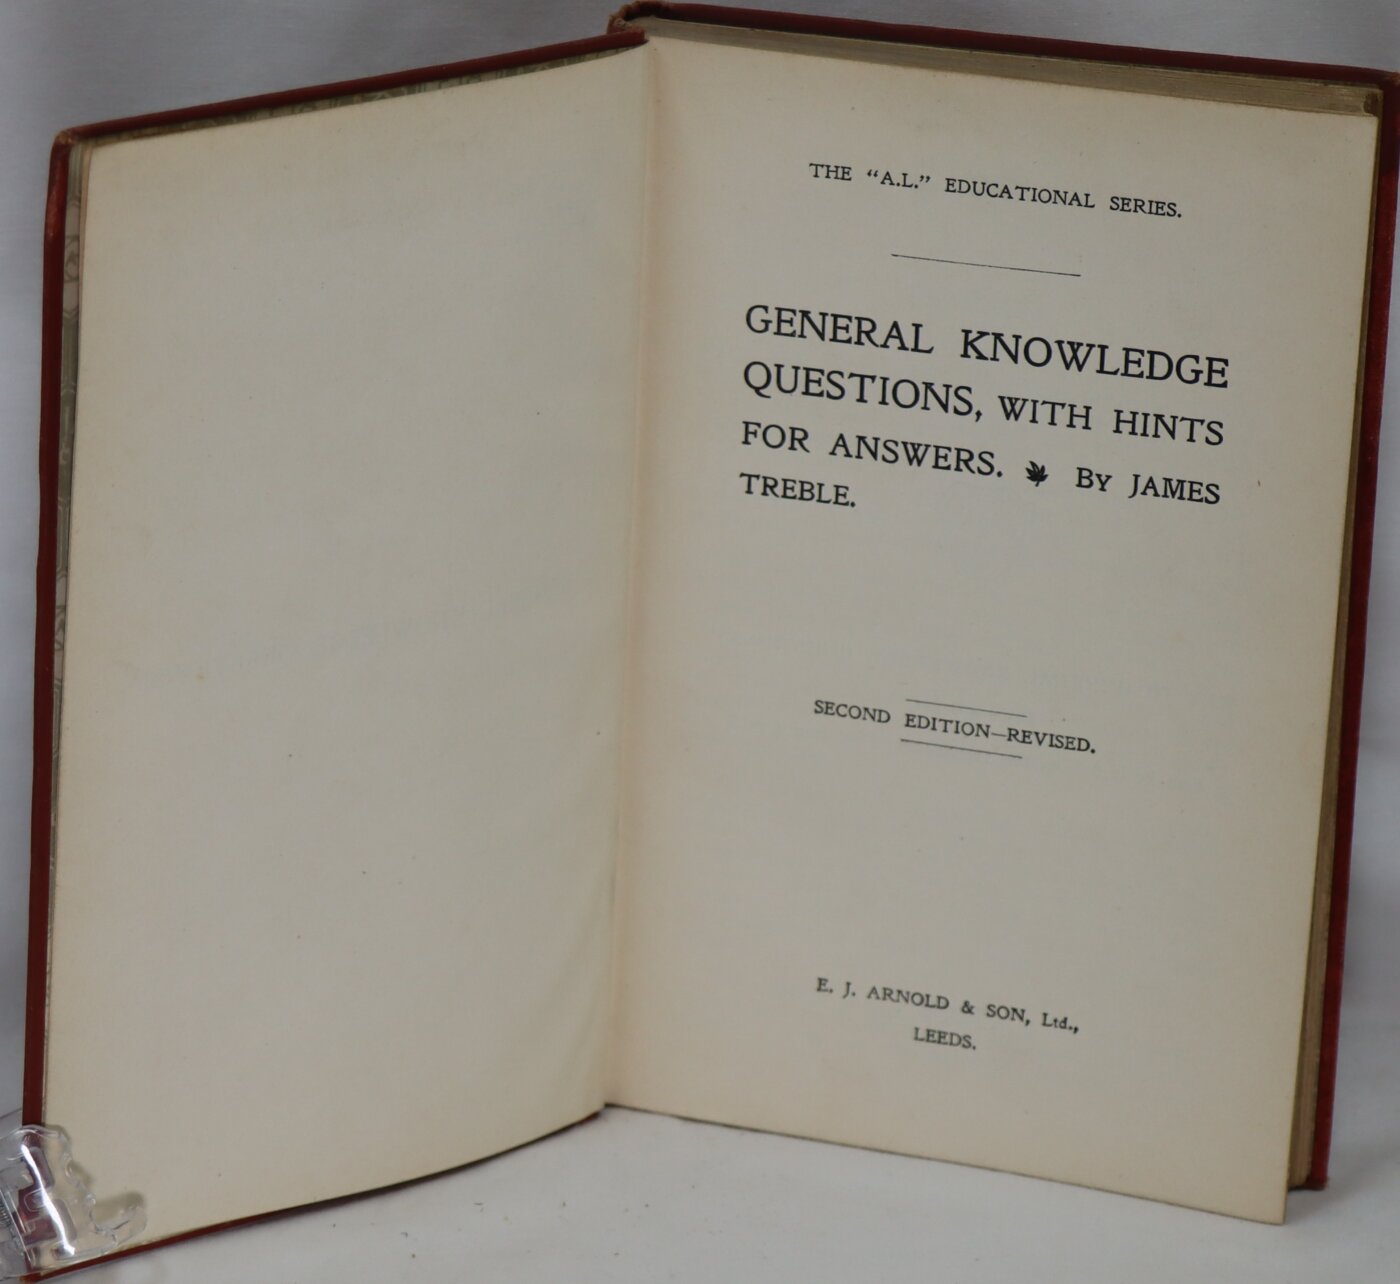 THE “A.L.” EDUCATIONAL SERIES.
GENERAL KNOWLEDGE
QUESTIONS, WITH HINTS
FOR ANSWERS. By JAMES
TREBLE.
SECOND EDITION—REVISED.
E. J. ARNOLD & SON, Ltd.,
LEEDS.